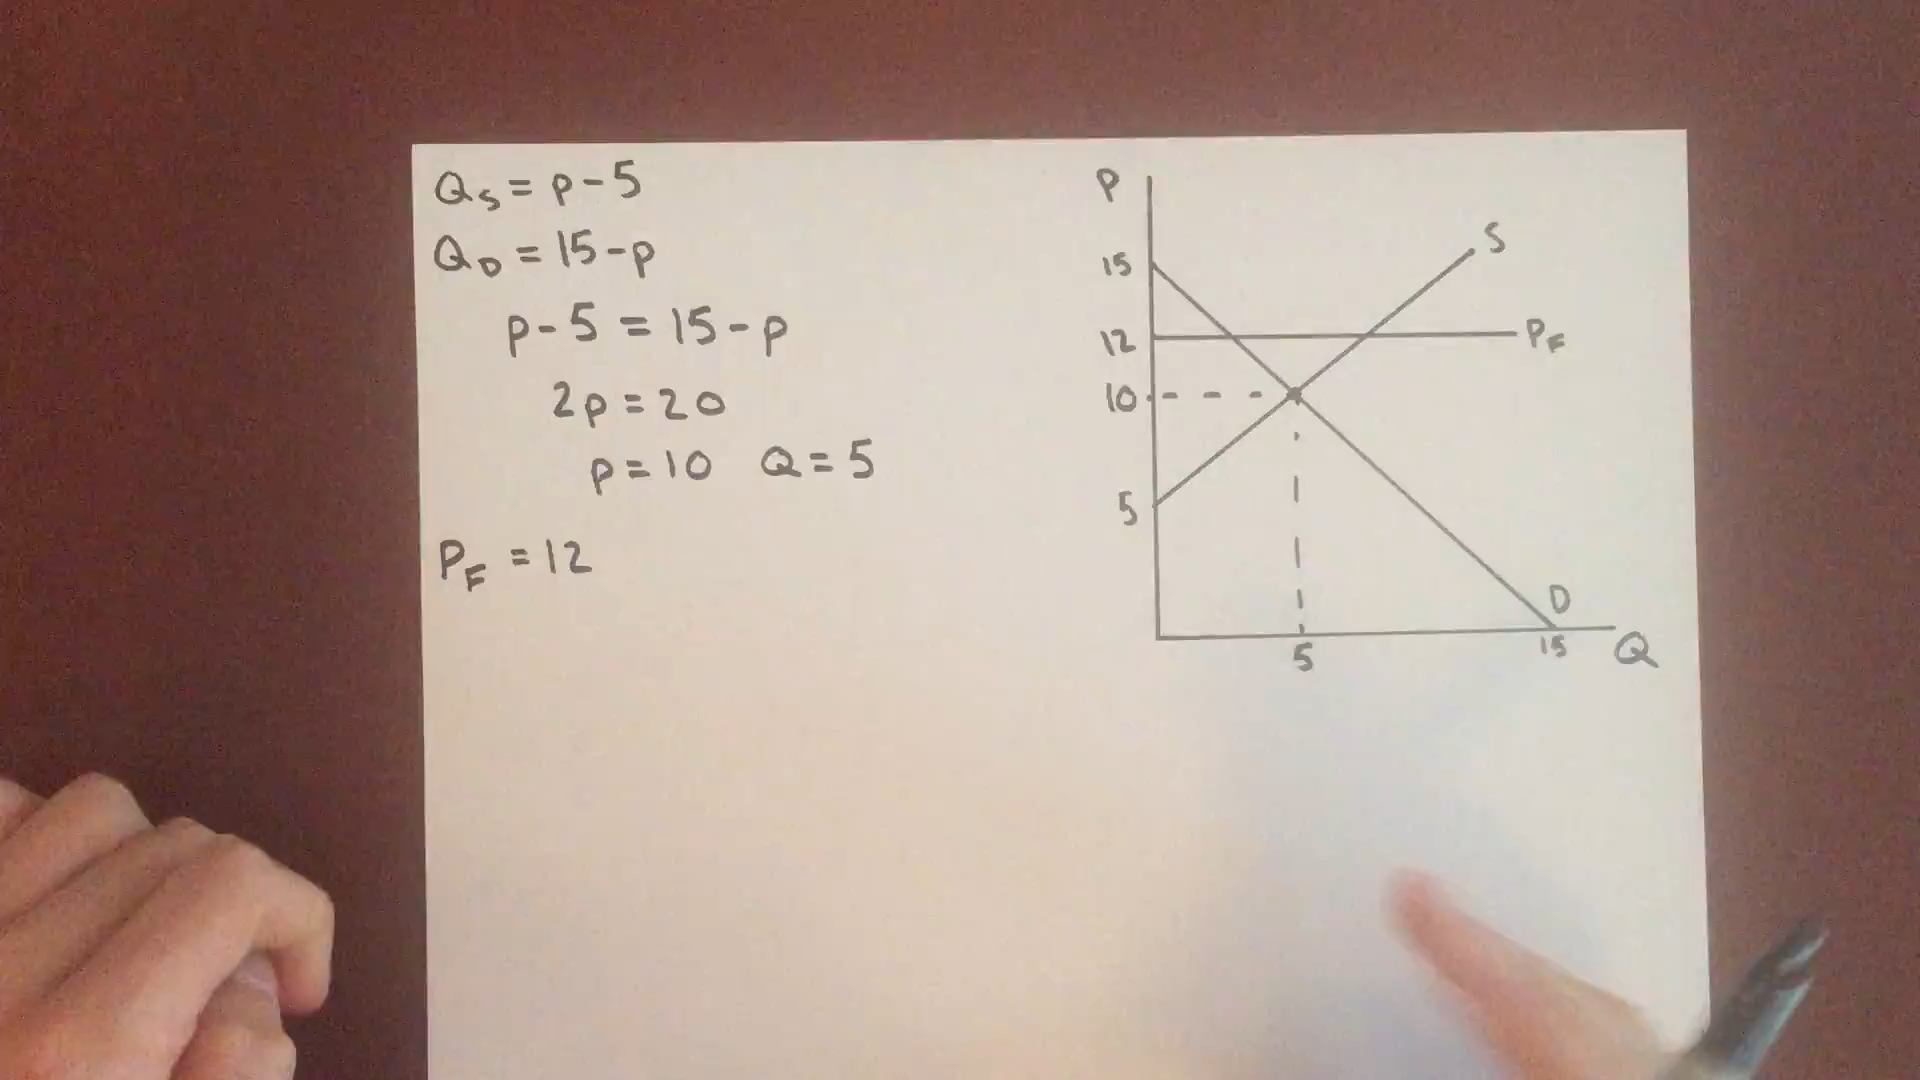 Qs = p - 5
QD = 15 - p
p - 5 = 15 - p
2p = 20
p = 10 Q = 5
PF = 12
P
S
15
12
PF
10
5
D
5
15
Q